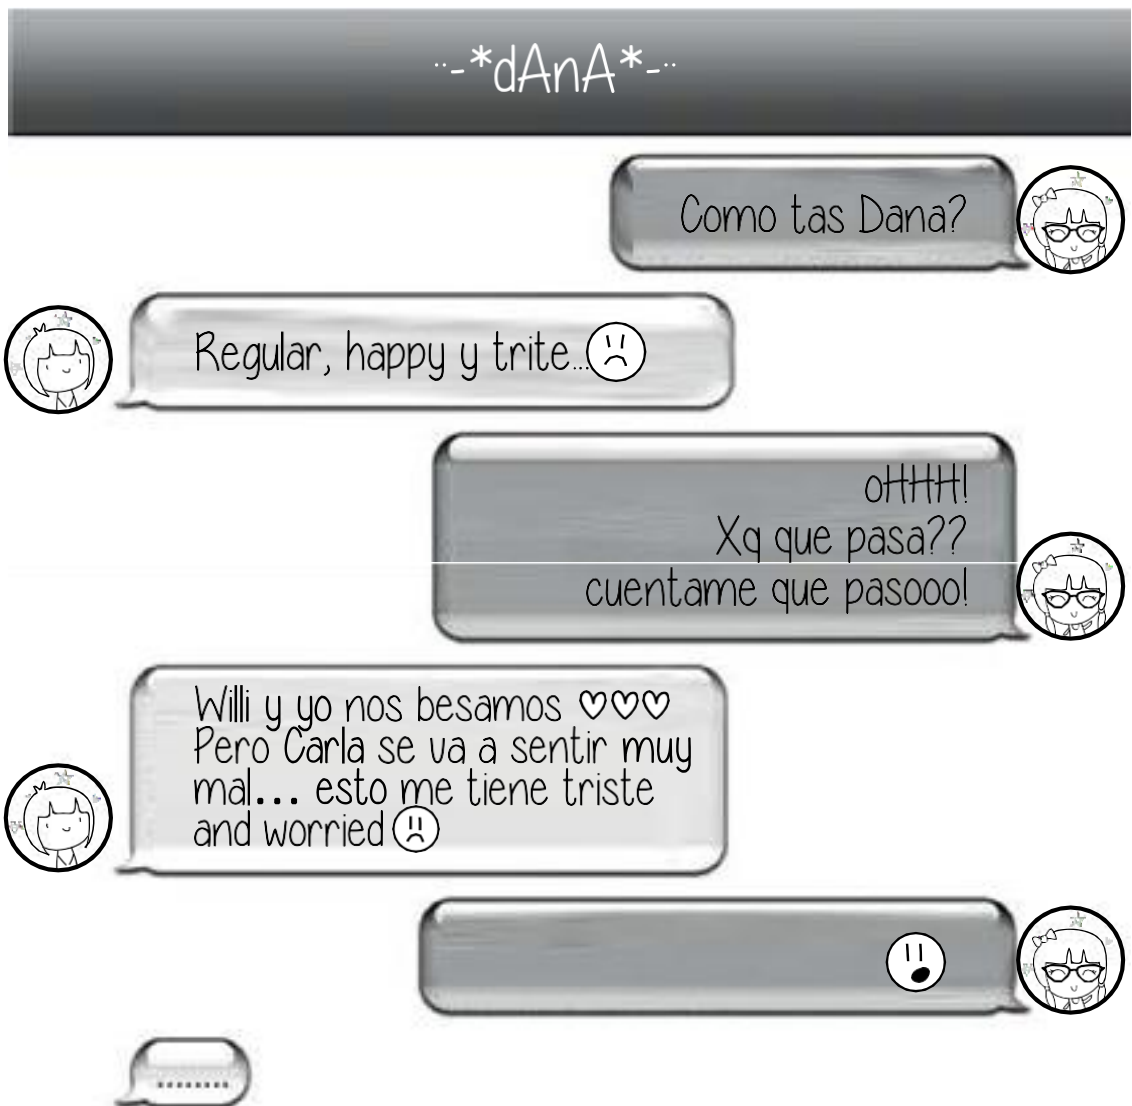 ¨-*dAnA*-¨
Como tas Dana?
Regular, happy y trite...
oHHH!
Xq que pasa??
cuentame que pasooo!
Willi y yo nos besamos ♡♡♡
Pero Carla se va a sentir muy
mal... esto me tiene triste
and worried
........